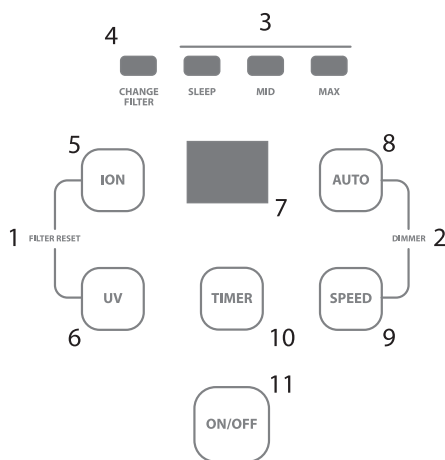 3
4
CHANGE
FILTER
SLEEP
MID
MAX
5
8
ION
AUTO
7
1
FILTER RESET
DIMMER
2
UV
TIMER
SPEED
6
10
9
11
ON/OFF